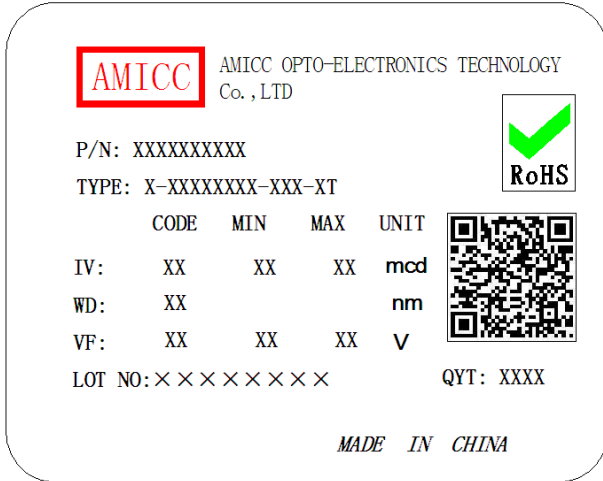 AMICC
AMICC OPTO-ELECTRONICS TECHNOLOGY
Co.,LTD
RoHS
P/N: XXXXXXXXXX
TYPE: X-XXXXXXXX-XXX-XT
CODE MIN MAX UNIT
IV: XX XX XX mcd
WD: XX nm
VF: XX XX XX V
LOT NO:×××××××× QYT: XXXX
MADE IN CHINA